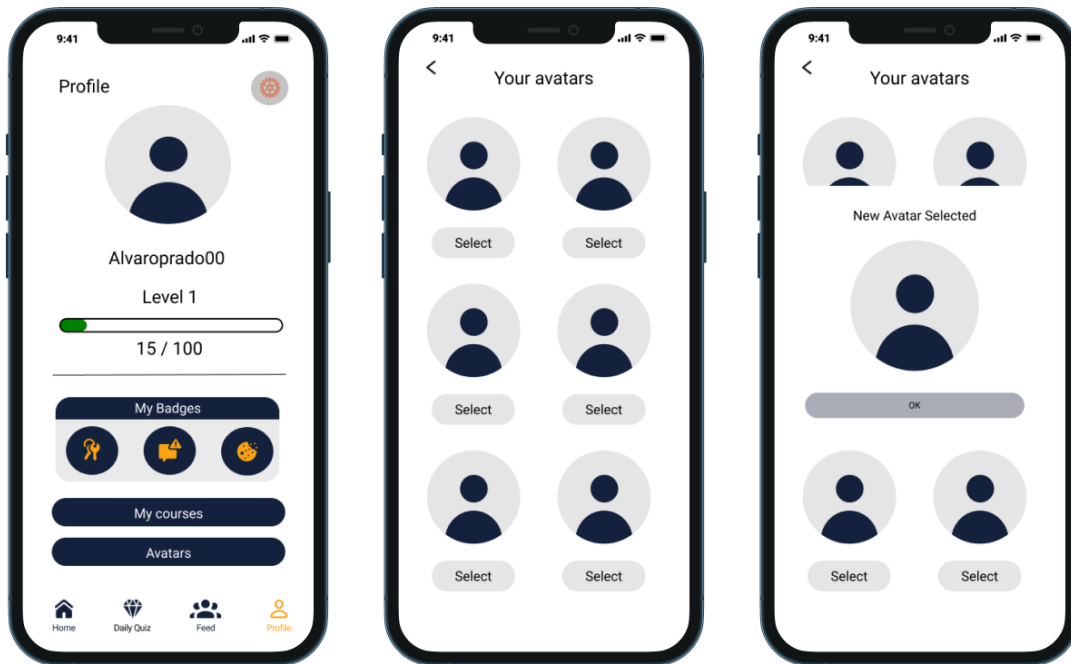 9:41
Profile
Alvaroprado00
Level 1
15 / 100
My Badges
My courses
Avatars
Home Daily Quiz Feed Profile
9:41
Your avatars
Select Select
Select Select
Select Select
9:41
Your avatars
New Avatar Selected
OK
Select Select